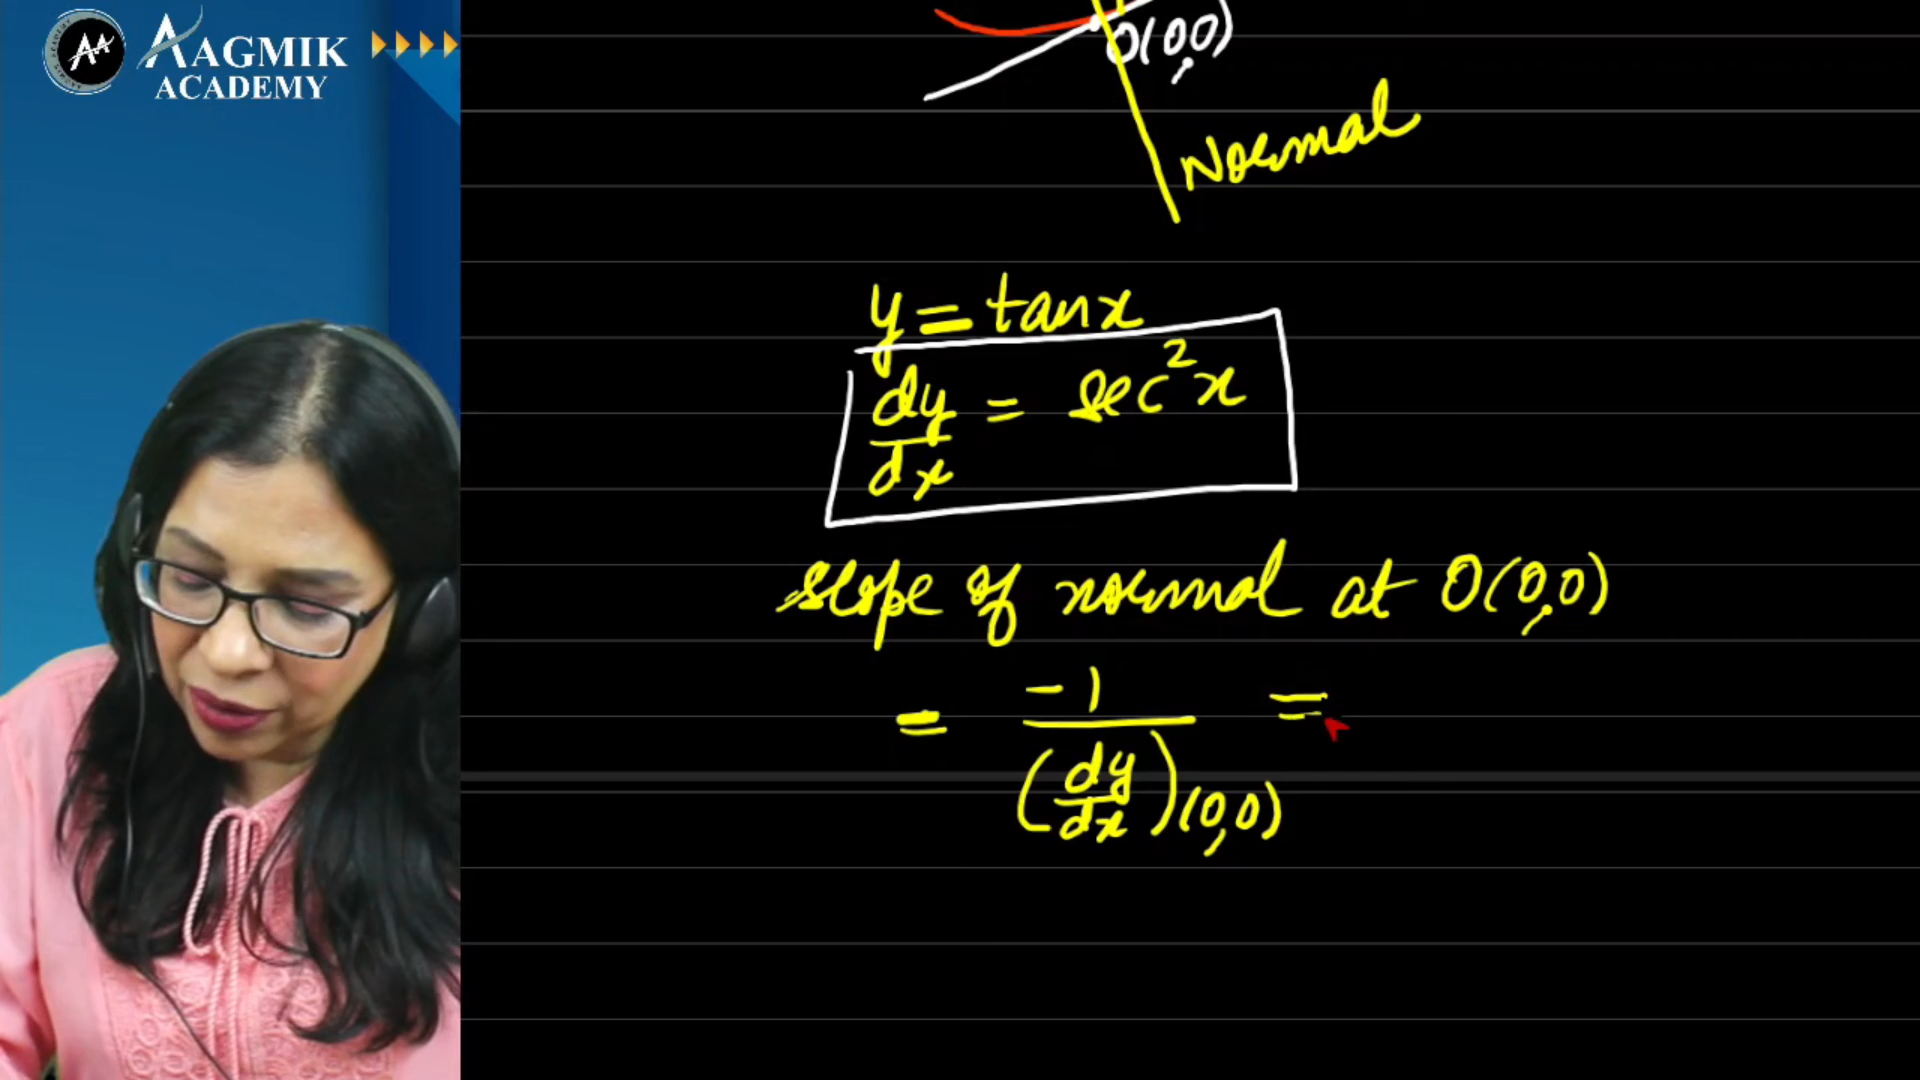 AAGMIK
ACADEMY
O(0,0)
Normal
y = tanx
dy/dx = sec²x
slope of normal at O(0,0)
= -1/(dy/dx)(0,0) =